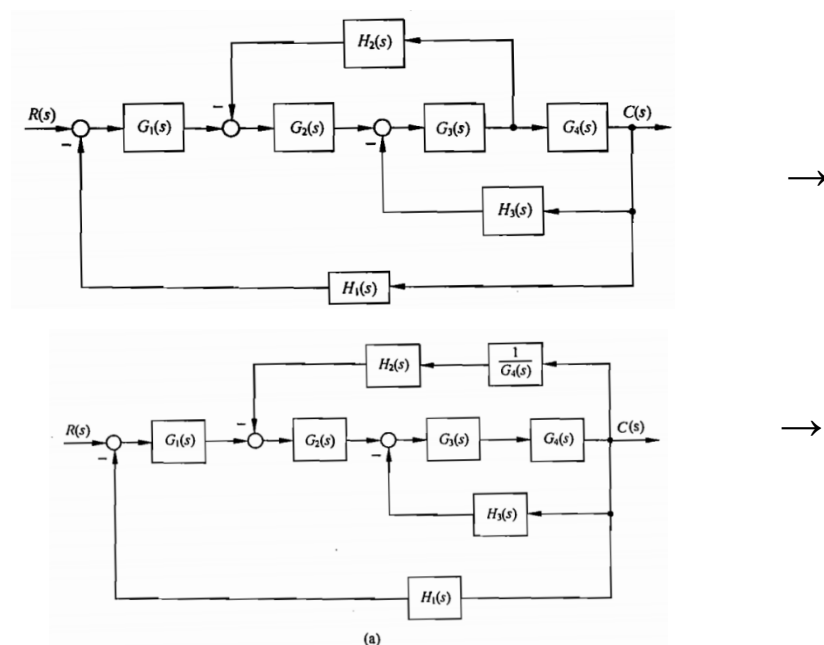 H₂(s)
R(s) G₁(s) G₂(s) G₃(s) G₄(s) C(s)
H₃(s)
H₁(s)
→
H₂(s) 1/G₄(s)
R(s) G₁(s) G₂(s) G₃(s) G₄(s) C(s)
H₃(s)
H₁(s)
(a)
→